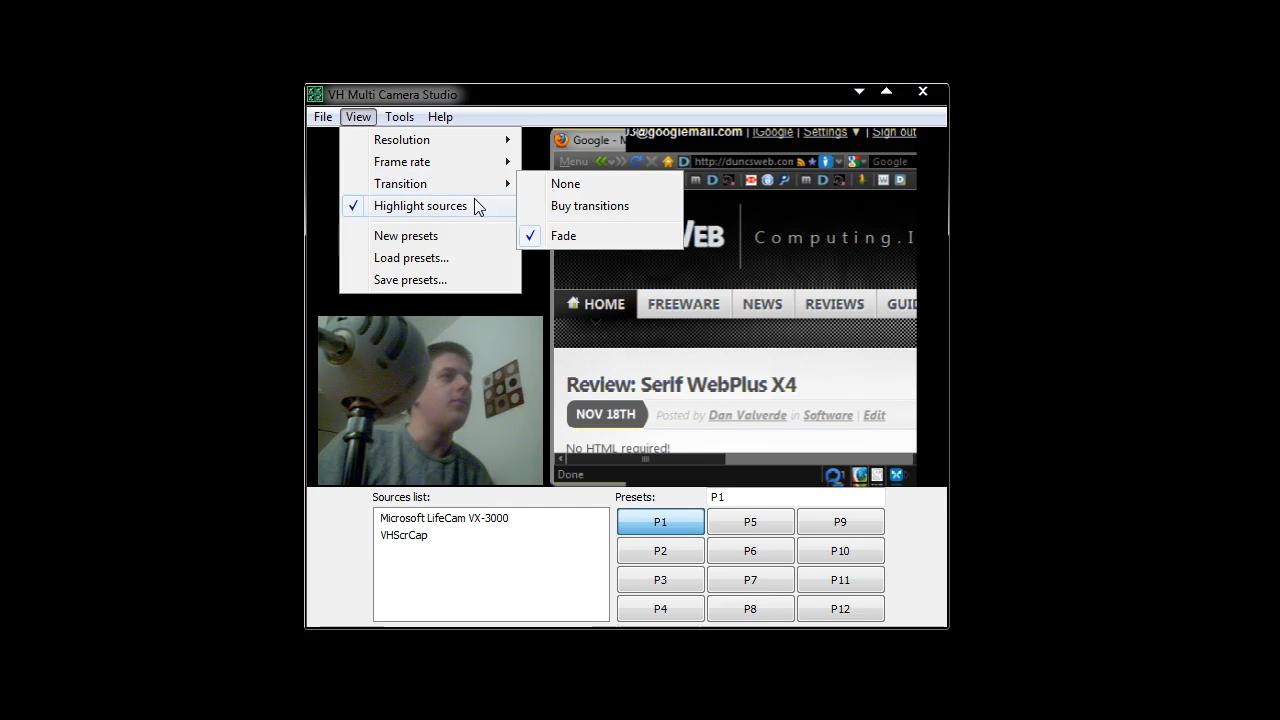 VH Multi Camera Studio
File View Tools Help
Resolution
Frame rate
Transition
Highlight sources
New presets
Load presets...
Save presets...
None
Buy transitions
Fade
3@googlemail.com | iGoogle | Settings ▼ | Sign out
Google - M
Menu http://duncsweb.con Google
m D m D W D
WEB Computing.I
HOME FREEWARE NEWS REVIEWS GUID
Review: Serif WebPlus X4
NOV 18TH Posted by Dan Valverde in Software | Edit
No HTML required!
Done
Sources list:
Microsoft LifeCam VX-3000
VHScrCap
Presets: P1
P1 P5 P9
P2 P6 P10
P3 P7 P11
P4 P8 P12